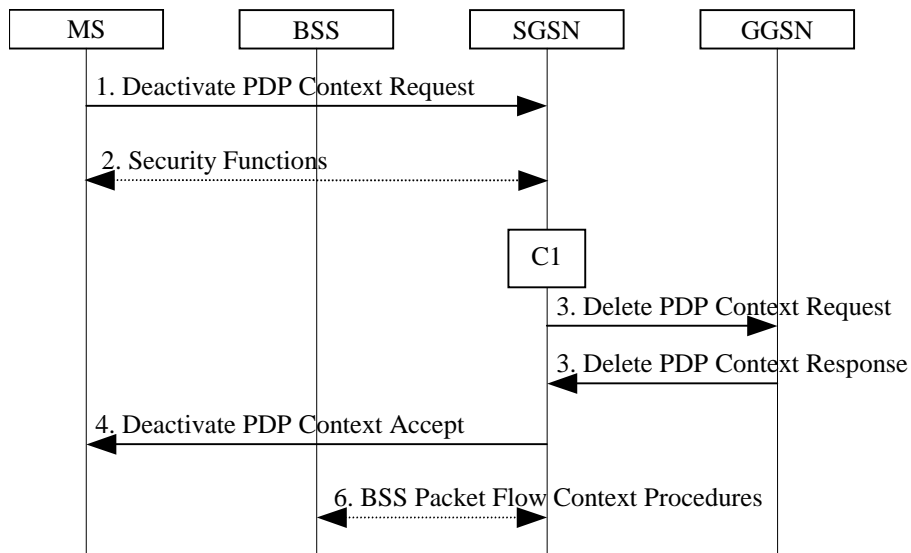 MS BSS SGSN GGSN
1. Deactivate PDP Context Request
2. Security Functions
C1
3. Delete PDP Context Request
3. Delete PDP Context Response
4. Deactivate PDP Context Accept
6. BSS Packet Flow Context Procedures